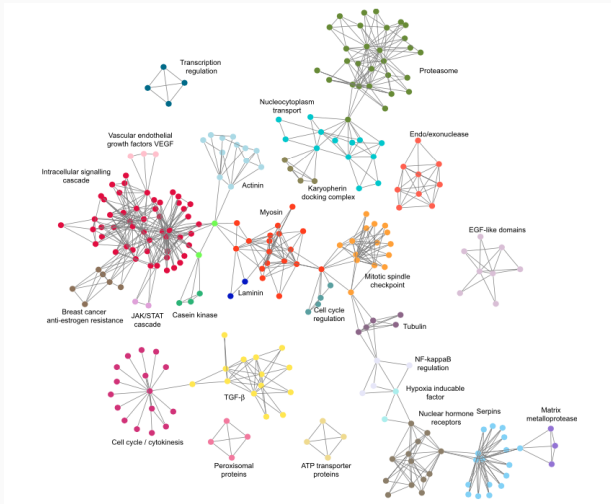 Transcription
regulation
Proteasome
Nucleocytoplasm
transport
Vascular endothelial
growth factors VEGF
Endo/exonuclease
Intracellular signalling
cascade
Actinin
Karyopherin
docking complex
Myosin
EGF-like domains
Mitotic spindle
checkpoint
Laminin
Breast cancer
anti-estrogen resistance
JAK/STAT
cascade
Casein kinase
Cell cycle
regulation
Tubulin
NF-kappaB
regulation
Hypoxia inducable
factor
TGF-β
Nuclear hormone
receptors
Serpins
Matrix
metalloprotease
Cell cycle / cytokinesis
Peroxisomal
proteins
ATP transporter
proteins